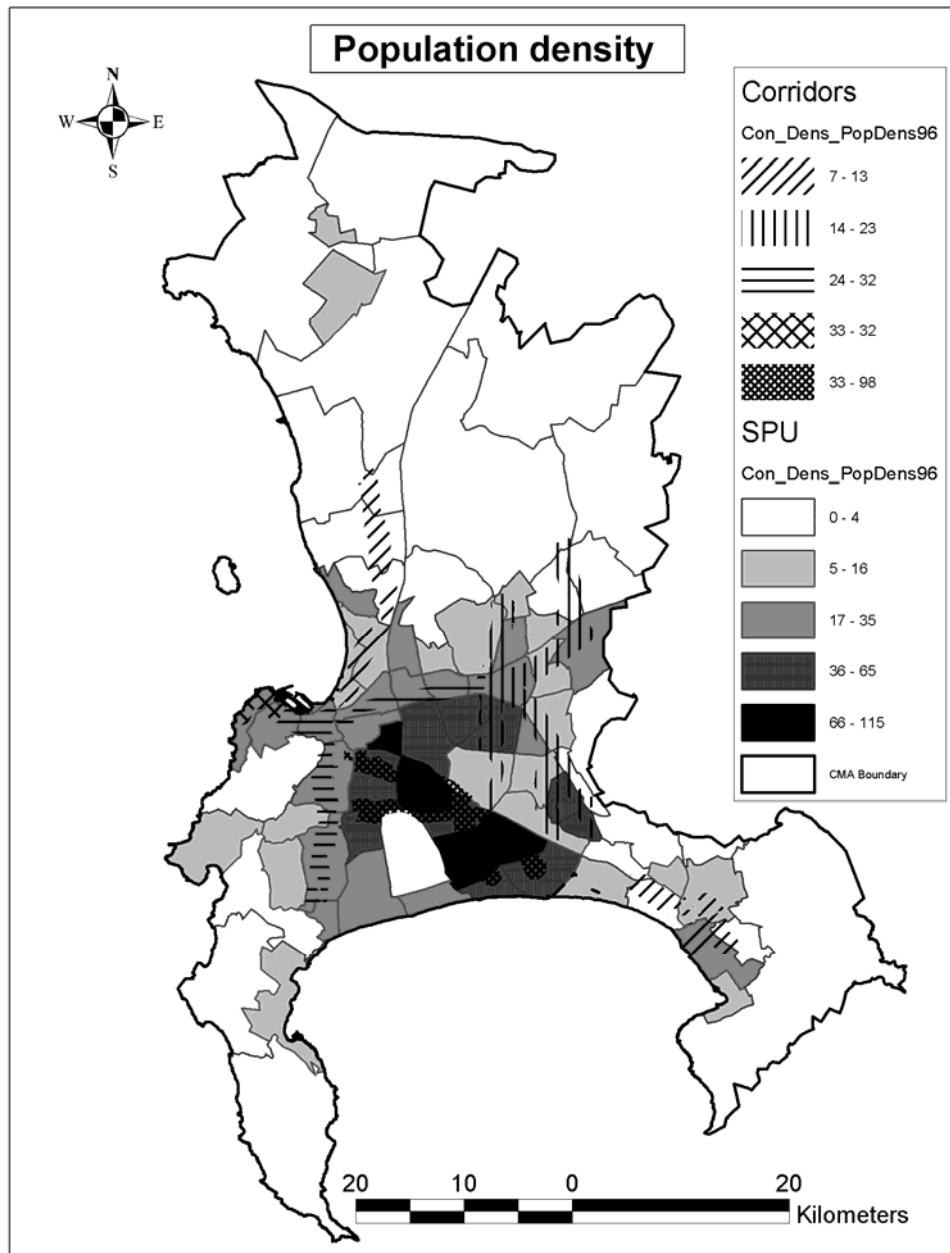 Population density
N
W E
S
Corridors
Con_Dens_PopDens96
7 - 13
14 - 23
24 - 32
33 - 32
33 - 98
SPU
Con_Dens_PopDens96
0 - 4
5 - 16
17 - 35
36 - 65
66 - 115
CMA Boundary
20 10 0 20
Kilometers